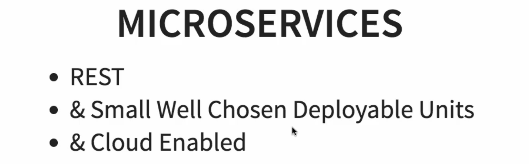 MICROSERVICES
• REST
• & Small Well Chosen Deployable Units
• & Cloud Enabled